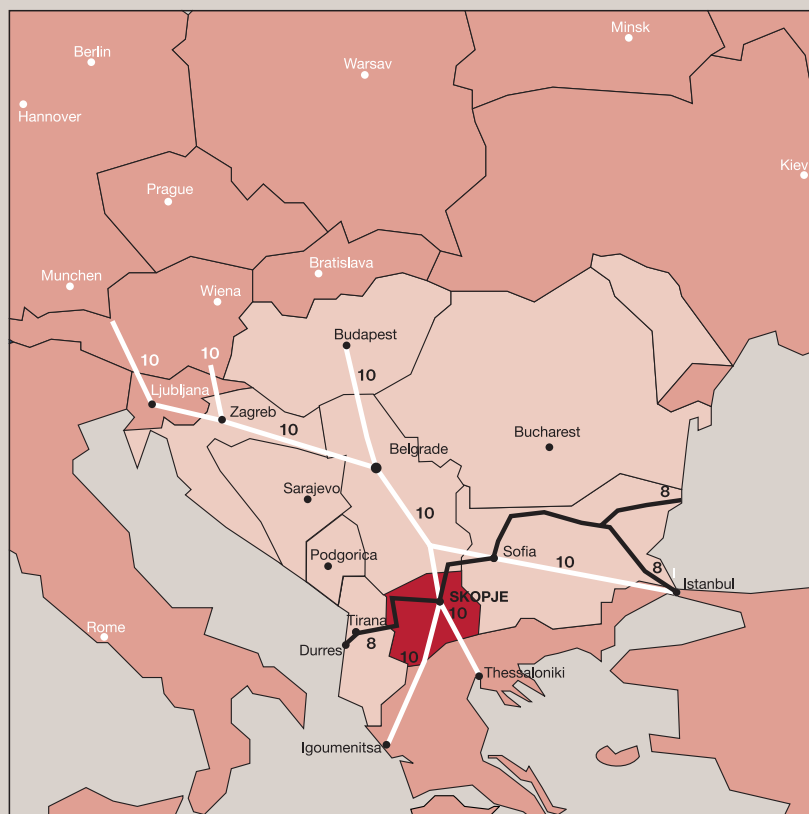 Minsk
Berlin
Warsav
Hannover
Kiev
Prague
Bratislava
Munchen
Wiena
Budapest
10
10
10
Ljubljana
Zagreb
10
Bucharest
Belgrade
Sarajevo
8
10
Podgorica
Sofia
10
8
Istanbul
SKOPJE
10
Tirana
Rome
8
Durres
10
Thessaloniki
Igoumenitsa